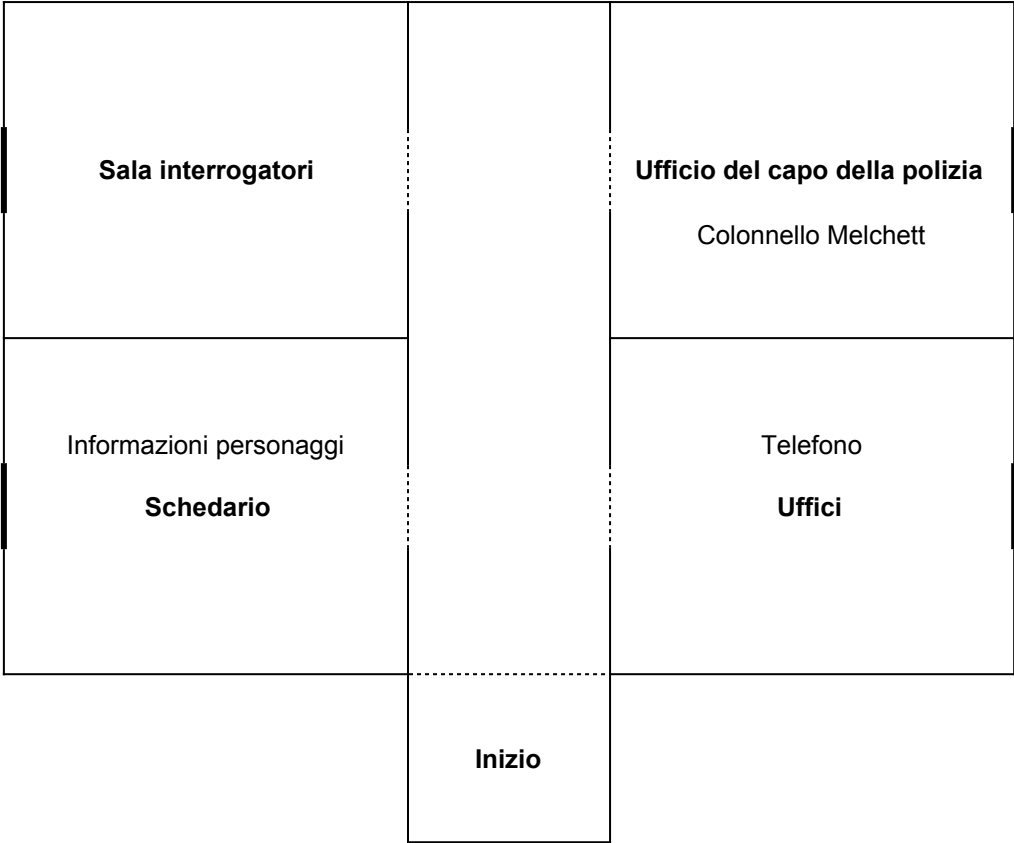 Sala interrogatori
Ufficio del capo della polizia
Colonnello Melchett
Informazioni personaggi
Schedario
Telefono
Uffici
Inizio